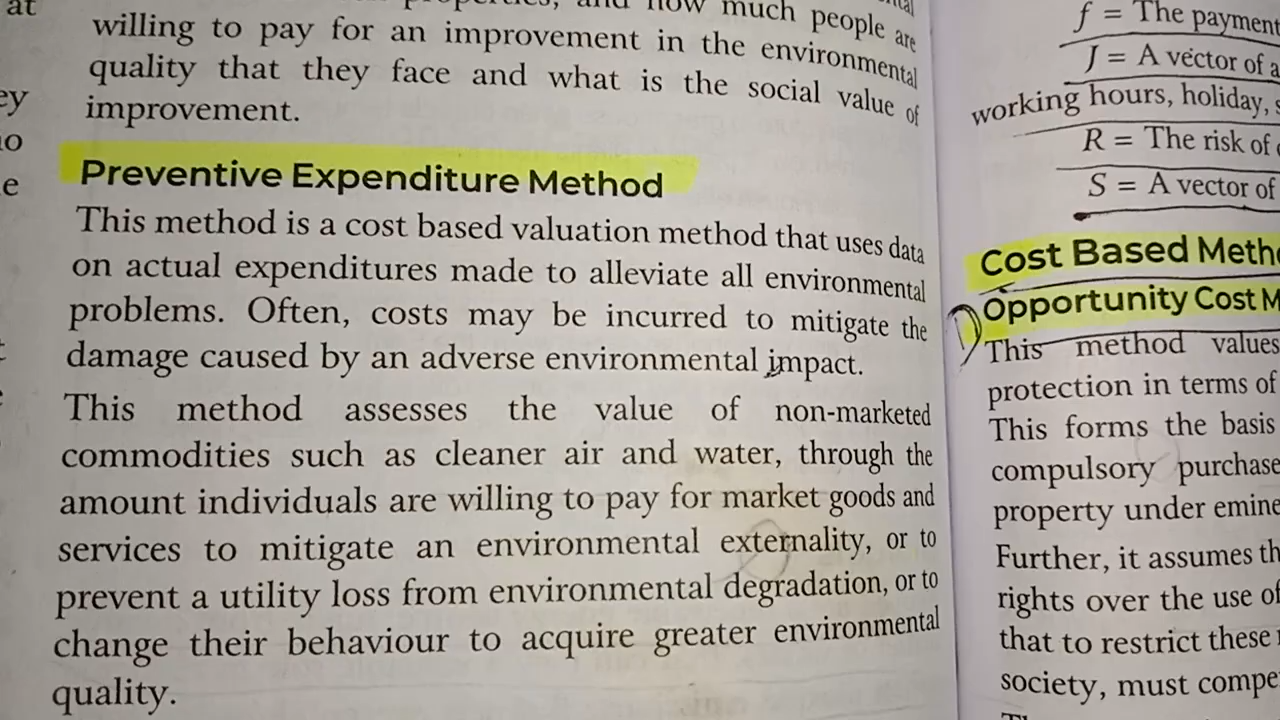 at
how much people are
willing to pay for an improvement in the environmental
quality that they face and what is the social value of
improvement.
Preventive Expenditure Method
This method is a cost based valuation method that uses data
on actual expenditures made to alleviate all environmental
problems. Often, costs may be incurred to mitigate the
damage caused by an adverse environmental impact.
This method assesses the value of non-marketed
commodities such as cleaner air and water, through the
amount individuals are willing to pay for market goods and
services to mitigate an environmental externality, or to
prevent a utility loss from environmental degradation, or to
change their behaviour to acquire greater environmental
quality.
f = The payment
J = A vector of a
working hours, holiday,
R = The risk of
S = A vector of
Cost Based Meth
Opportunity Cost M
This method values
protection in terms of
This forms the basis
compulsory purchase
property under emine
Further, it assumes th
rights over the use of
that to restrict these
society, must compe